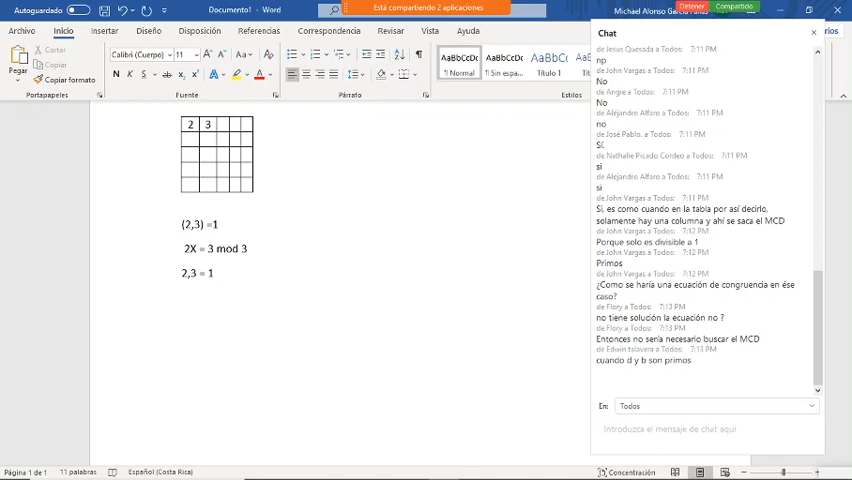 Autoguardado
Documento1 - Word
Está compartiendo 2 aplicaciones
Detener
Compartido
Archivo
Inicio
Insertar
Diseño
Disposición
Referencias
Correspondencia
Revisar
Vista
Ayuda
Pegar
Cortar
Copiar
Copiar formato
Portapapeles
Calibri (Cuerpo)
11
Aa
N K S
Fuente
Párrafo
AaBbCcDc
¶ Normal
AaBbCcDc
¶ Sin espa...
Título 1
Estilos
2 3
(2,3) =1
2X = 3 mod 3
2,3 = 1
Chat
de Jesus Quesada a Todos: 7:11 PM
np
de John Vargas a Todos: 7:11 PM
No
de Angie a Todos: 7:11 PM
No
de Alejandro Alfaro a Todos: 7:11 PM
no
de José Pablo. a Todos: 7:11 PM
Sí.
de Nathalie Picado Cordeo a Todos: 7:11 PM
si
de Alejandro Alfaro a Todos: 7:11 PM
si
de John Vargas a Todos: 7:11 PM
Si, es como cuando en la tabla por así decirlo,
solamente hay una columna y ahí se saca el MCD
de John Vargas a Todos: 7:12 PM
Porque solo es divisible a 1
de John Vargas a Todos: 7:12 PM
Primos
de John Vargas a Todos: 7:12 PM
¿Como se haría una ecuación de congruencia en ése
caso?
de Flory a Todos: 7:13 PM
no tiene solución la ecuación no ?
de Flory a Todos: 7:13 PM
Entonces no sería necesario buscar el MCD
de Edwin talavera a Todos: 7:13 PM
cuando d y b son primos
En:
Todos
Introduzca el mensaje de chat aquí
Página 1 de 1
11 palabras
Español (Costa Rica)
Concentración